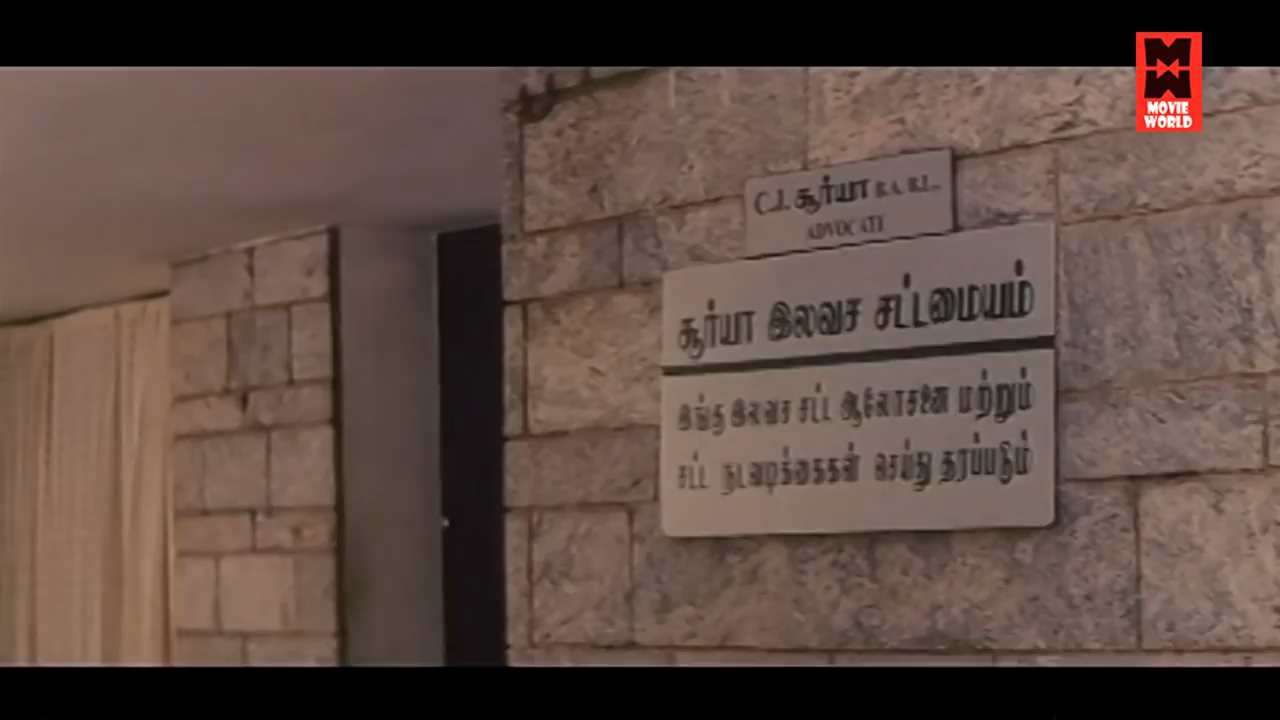 MOVIE
WORLD
C.J. சூர்யா B.A. B.L.,
ADVOCATE
சூர்யா இலவச சட்டமையம்
இங்கு இலவச சட்ட ஆலோசனை மற்றும்
சட்ட நடவடிக்கைகள் செய்து தரப்படும்